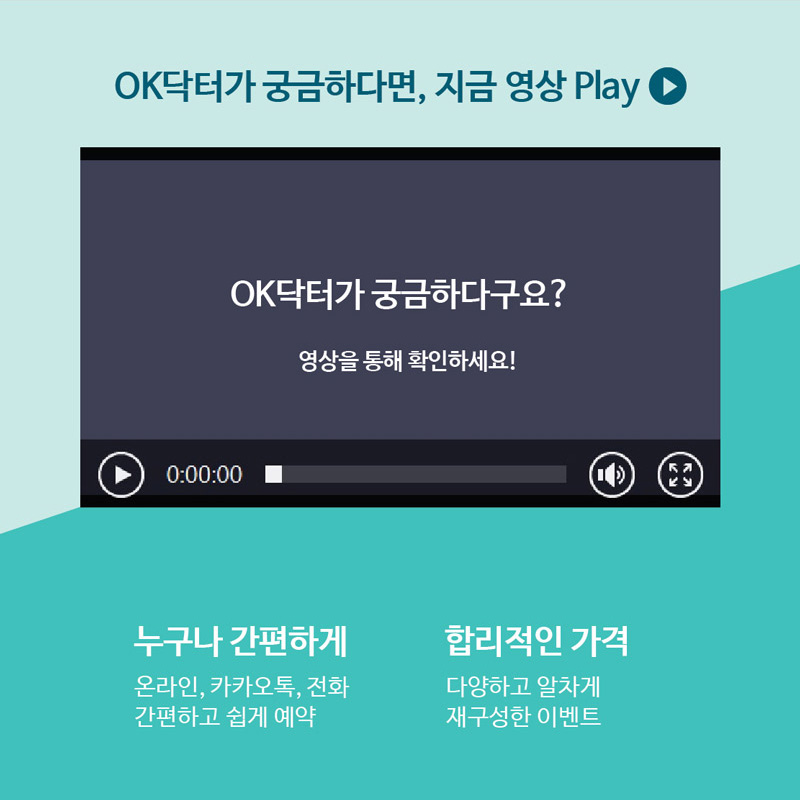 OK닥터가 궁금하다면, 지금 영상 Play
OK닥터가 궁금하다구요?
영상을 통해 확인하세요!
0:00:00
누구나 간편하게
온라인, 카카오톡, 전화
간편하고 쉽게 예약
합리적인 가격
다양하고 알차게
재구성한 이벤트